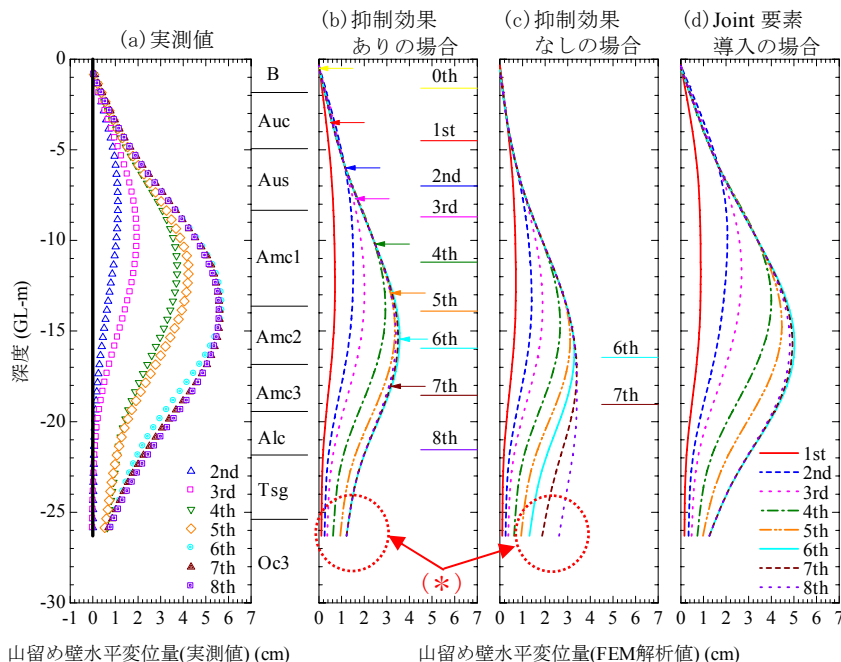 (a)実測値
(b)抑制効果
ありの場合
(c)抑制効果
なしの場合
(d)Joint 要素
導入の場合
深度 (GL-m)
0
-5
-10
-15
-20
-25
-30
B
Auc
Aus
Amc1
Amc2
Amc3
Alc
Tsg
Oc3
0th
1st
2nd
3rd
4th
5th
6th
7th
8th
6th
7th
2nd
3rd
4th
5th
6th
7th
8th
1st
2nd
3rd
4th
5th
6th
7th
8th
(*)
-1 0 1 2 3 4 5 6 7
0 1 2 3 4 5 6 7
0 1 2 3 4 5 6 7
0 1 2 3 4 5 6 7
山留め壁水平変位量(実測値) (cm)
山留め壁水平変位量(FEM解析値) (cm)